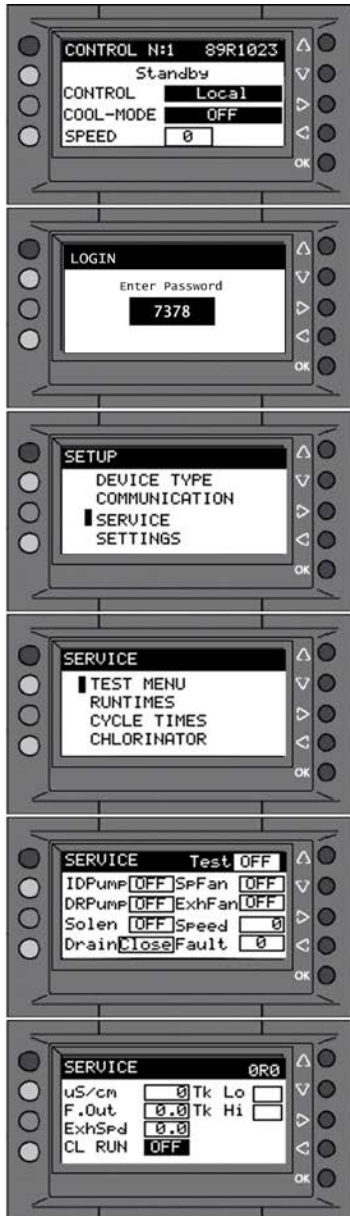 CONTROL N:1 89R1023
Standby
CONTROL Local
COOL-MODE OFF
SPEED 0
OK
LOGIN
Enter Password
7378
OK
SETUP
DEVICE TYPE
COMMUNICATION
SERVICE
SETTINGS
OK
SERVICE
TEST MENU
RUNTIMES
CYCLE TIMES
CHLORINATOR
OK
SERVICE Test OFF
IDPump OFF SpFan OFF
DRPump OFF ExhFan OFF
Solen OFF Speed 0
Drain Close Fault 0
OK
SERVICE 0R0
uS/cm 0 Tk Lo
F.Out 0.0 Tk Hi
ExhSpd 0.0
CL RUN OFF
OK